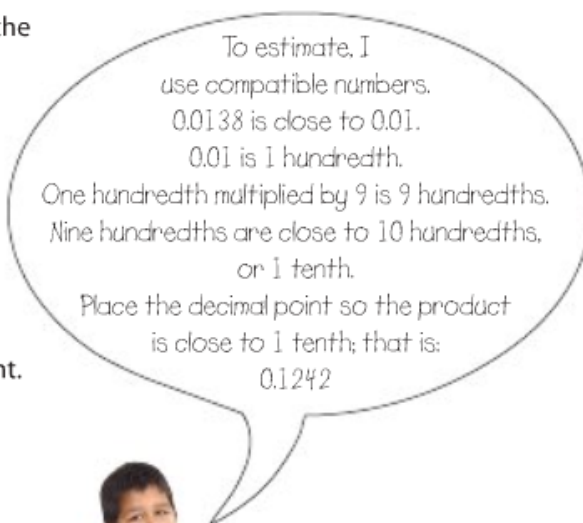 the
To estimate, I
use compatible numbers.
0.0138 is close to 0.01.
0.01 is 1 hundredth.
One hundredth multiplied by 9 is 9 hundredths.
Nine hundredths are close to 10 hundredths,
or 1 tenth.
Place the decimal point so the product
is close to 1 tenth; that is:
nt.
0.1242